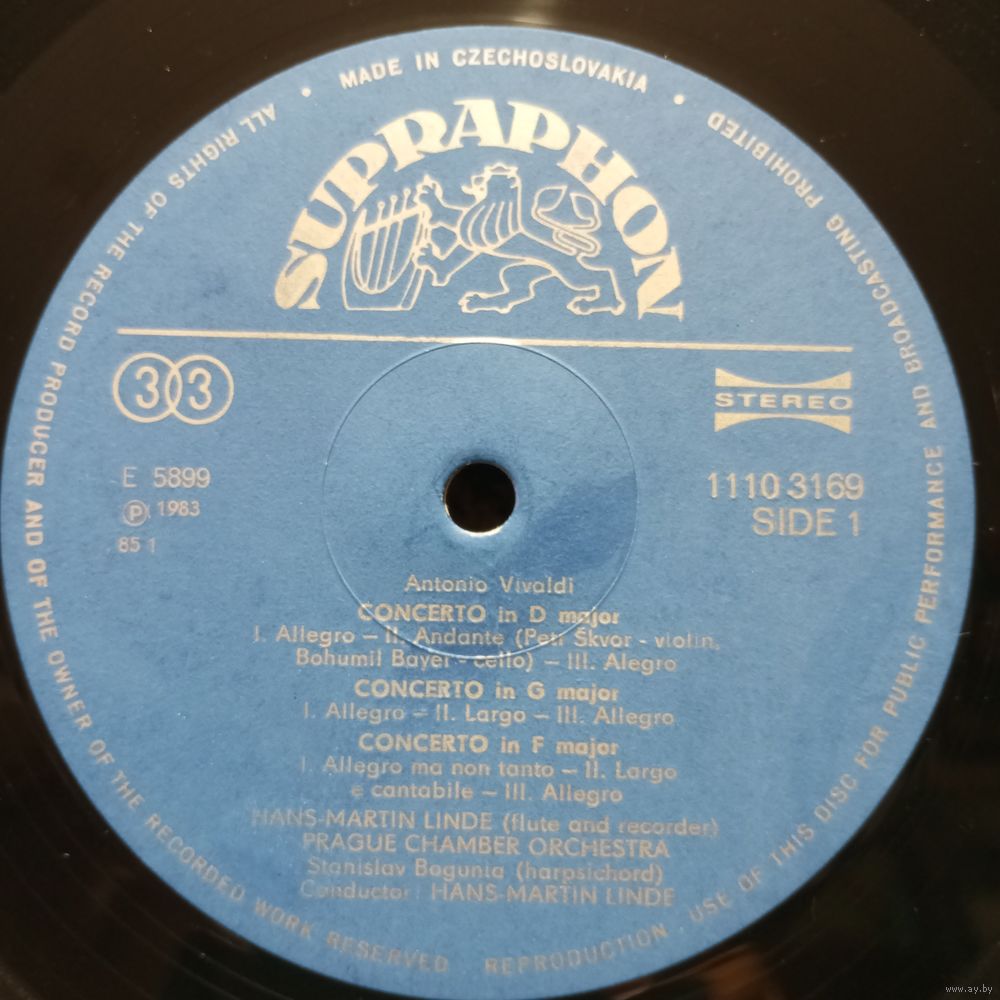 ALL RIGHTS OF THE RECORD PRODUCER AND OF THE OWNER OF THE RECORDED WORK RESERVED
• MADE IN CZECHOSLOVAKIA •
REPRODUCTION, USE OF THIS DISC FOR PUBLIC PERFORMANCE AND BROADCASTING PROHIBITED
SUPRAPHON
33
STEREO
E 5899
Ⓟ 1983
85 1
1110 3169
SIDE 1
Antonio Vivaldi
CONCERTO in D major
I. Allegro – II. Andante (Petr Škvor - violin,
Bohumil Bayer - cello) – III. Alegro
CONCERTO in G major
I. Allegro – II. Largo – III. Allegro
CONCERTO in F major
I. Allegro ma non tanto – II. Largo
e cantabile – III. Allegro
HANS-MARTIN LINDE (flute and recorder)
PRAGUE CHAMBER ORCHESTRA
Stanislav Bogunia (harpsichord)
Conductor: HANS-MARTIN LINDE
www.ay.by